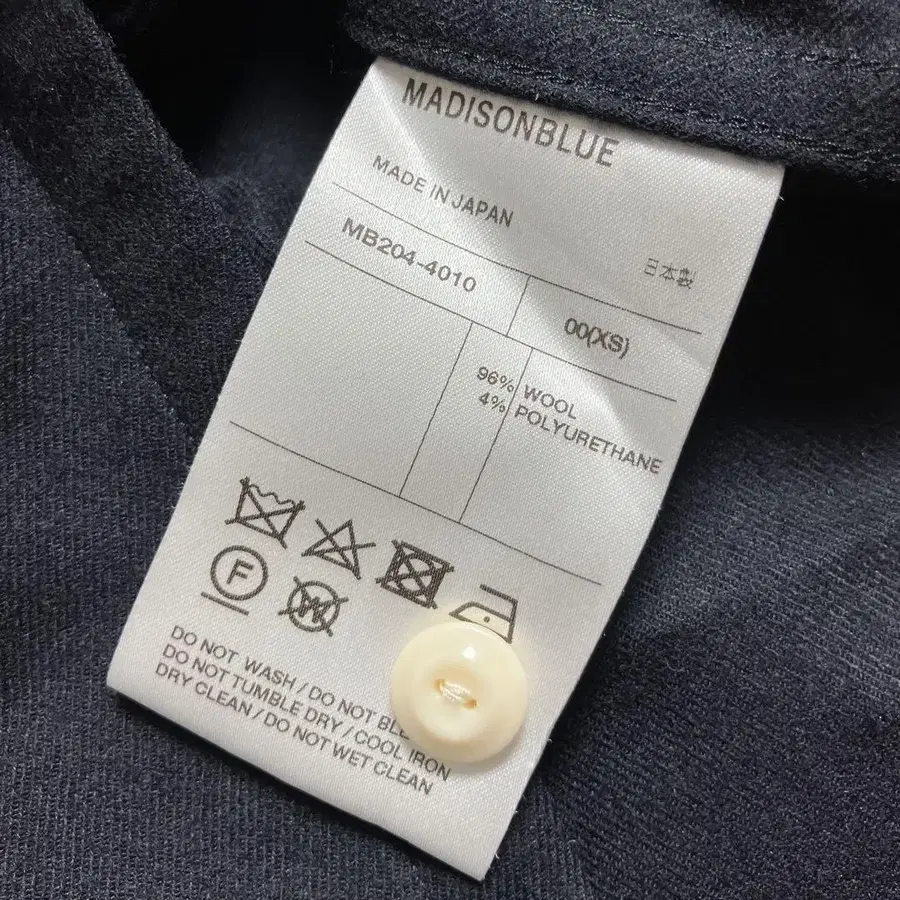 MADISONBLUE
MADE IN JAPAN
日本製
MB204-4010
00(XS)
96% WOOL
4% POLYURETHANE
F
W
DO NOT WASH / DO NOT
DO NOT TUMBLE DRY / COOL IRON
DRY CLEAN / DO NOT WET CLEAN